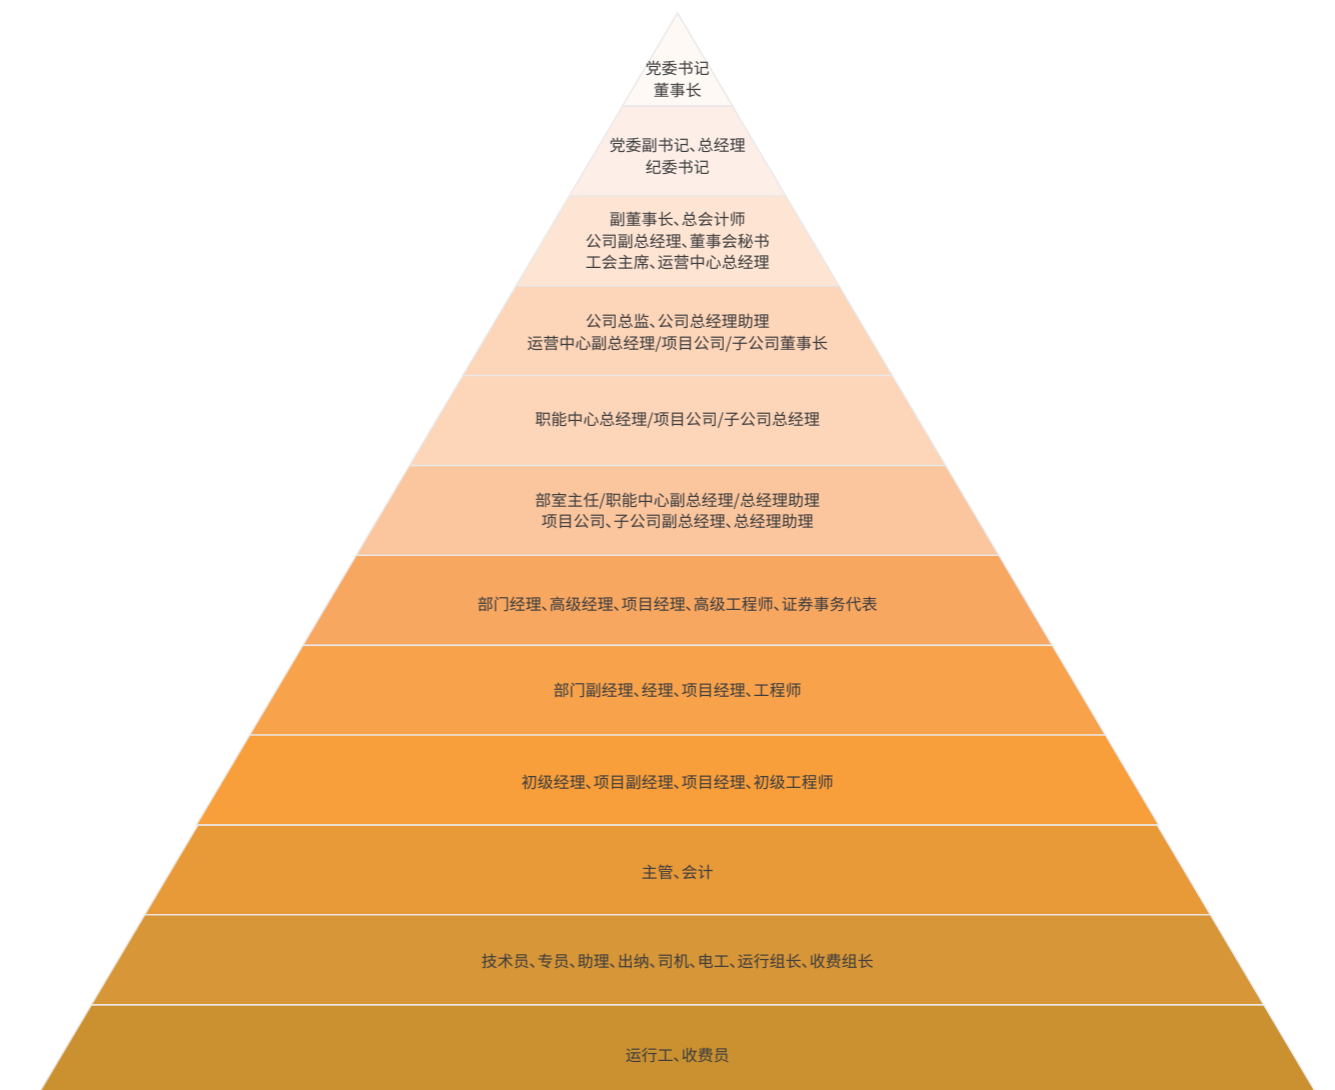 党委书记
董事长
党委副书记、总经理
纪委书记
副董事长、总会计师
公司副总经理、董事会秘书
工会主席、运营中心总经理
公司总监、公司总经理助理
运营中心副总经理/项目公司/子公司董事长
职能中心总经理/项目公司/子公司总经理
部室主任/职能中心副总经理/总经理助理
项目公司、子公司副总经理、总经理助理
部门经理、高级经理、项目经理、高级工程师、证券事务代表
部门副经理、经理、项目经理、工程师
初级经理、项目副经理、项目经理、初级工程师
主管、会计
技术员、专员、助理、出纳、司机、电工、运行组长、收费组长
运行工、收费员